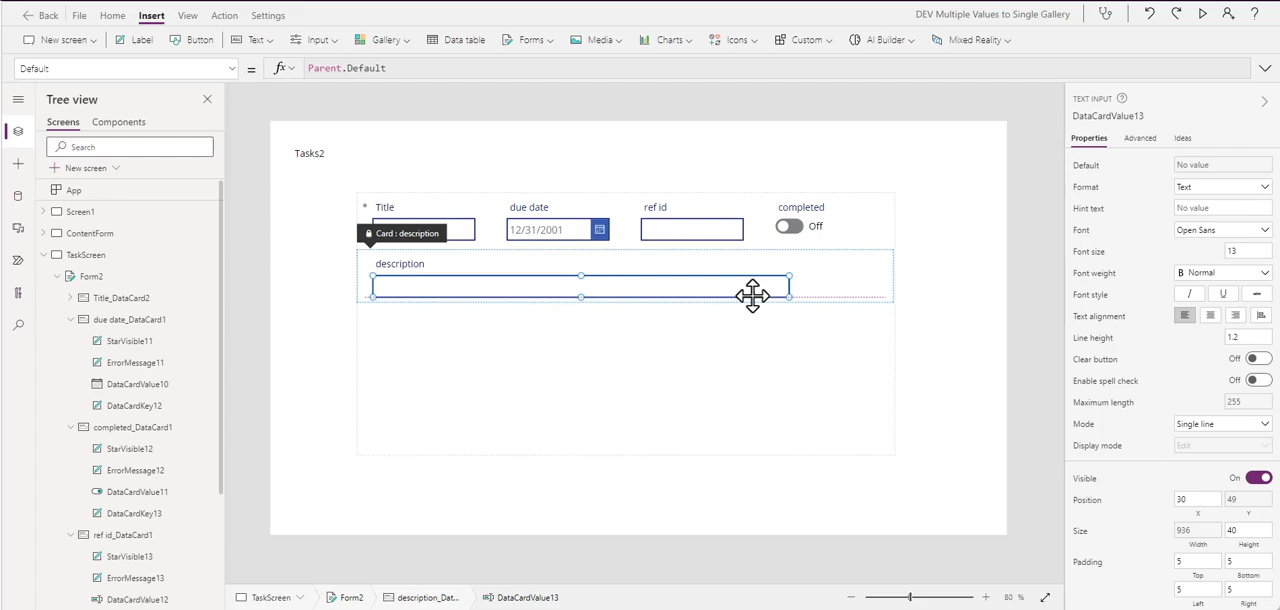 Back File Home Insert View Action Settings DEV Multiple Values to Single Gallery ?
New screen Label Button Text Input Gallery Data table Forms Media Charts Icons Custom AI Builder Mixed Reality
Default = fx Parent.Default
Tree view
Screens Components
Search
New screen
App
Screen1
ContentForm
TaskScreen
Form2
Title_DataCard2
due date_DataCard1
StarVisible11
ErrorMessage11
DataCardValue10
DataCardKey12
completed_DataCard1
StarVisible12
ErrorMessage12
DataCardValue11
DataCardKey13
ref id_DataCard1
StarVisible13
ErrorMessage13
DataCardValue12
Tasks2
* Title due date ref id completed
12/31/2001 Off
Card : description
description
TaskScreen Form2 description_Dat... DataCardValue13 80 %
TEXT INPUT ?
DataCardValue13
Properties Advanced Ideas
Default No value
Format Text
Hint text No value
Font Open Sans
Font size 13
Font weight B Normal
Font style / U abc
Text alignment
Line height 1.2
Clear button Off
Enable spell check Off
Maximum length 255
Mode Single line
Display mode Edit
Visible On
Position 30 49
X Y
Size 936 40
Width Height
Padding 5 5
Top Bottom
5 5
Left Right